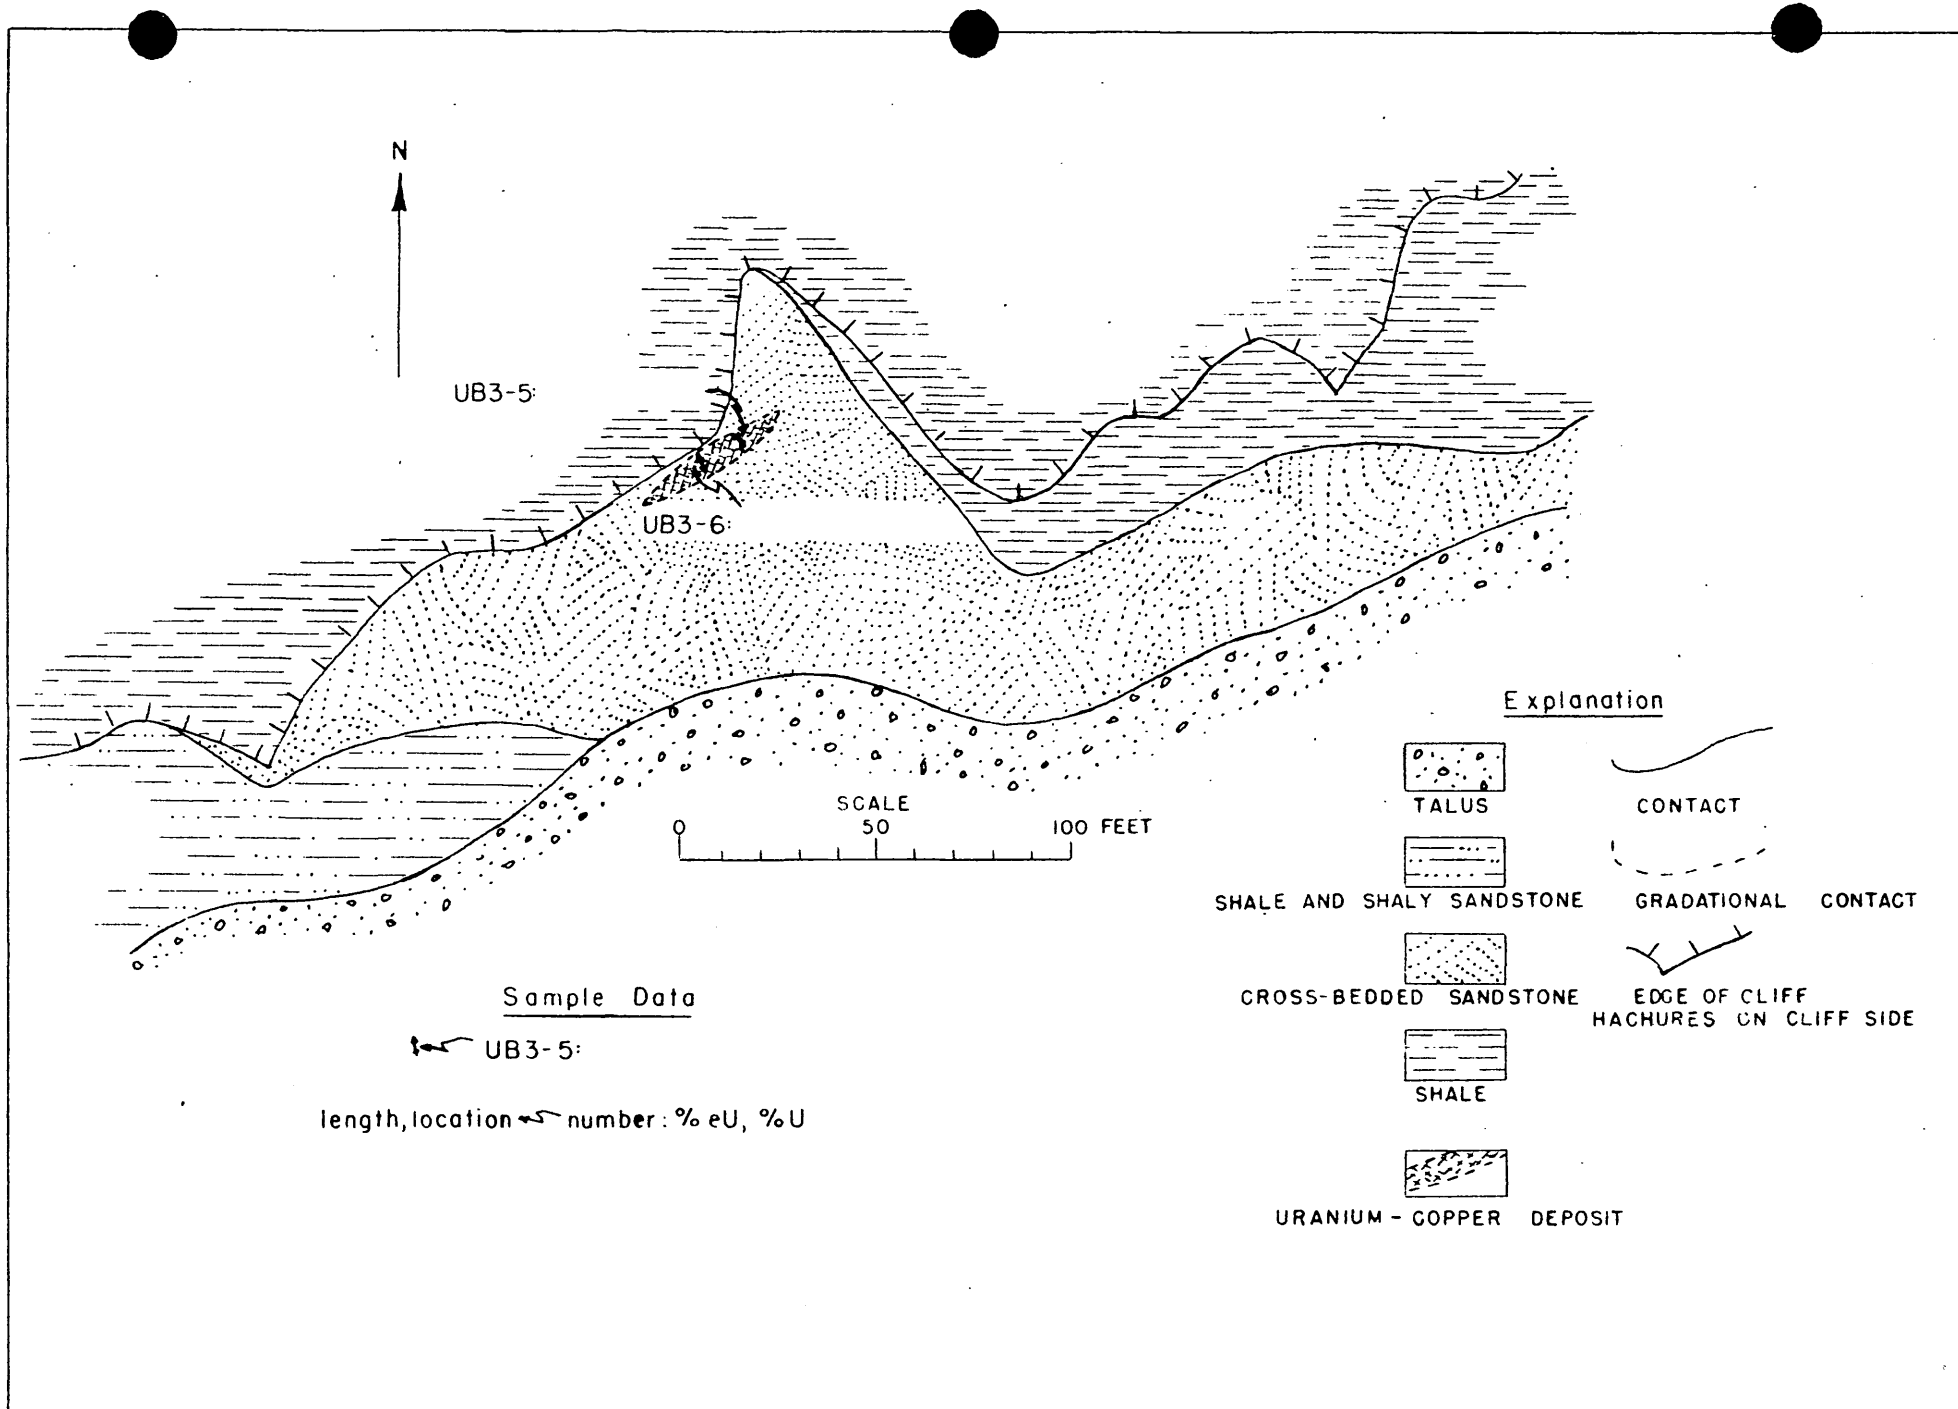 N
UB3-5:
UB3-6:
SCALE
0 50 100 FEET
Sample Data
UB3-5:
length, location number: % eU, % U
Explanation
TALUS
CONTACT
SHALE AND SHALY SANDSTONE
GRADATIONAL CONTACT
CROSS-BEDDED SANDSTONE
EDGE OF CLIFF
HACHURES ON CLIFF SIDE
SHALE
URANIUM - COPPER DEPOSIT